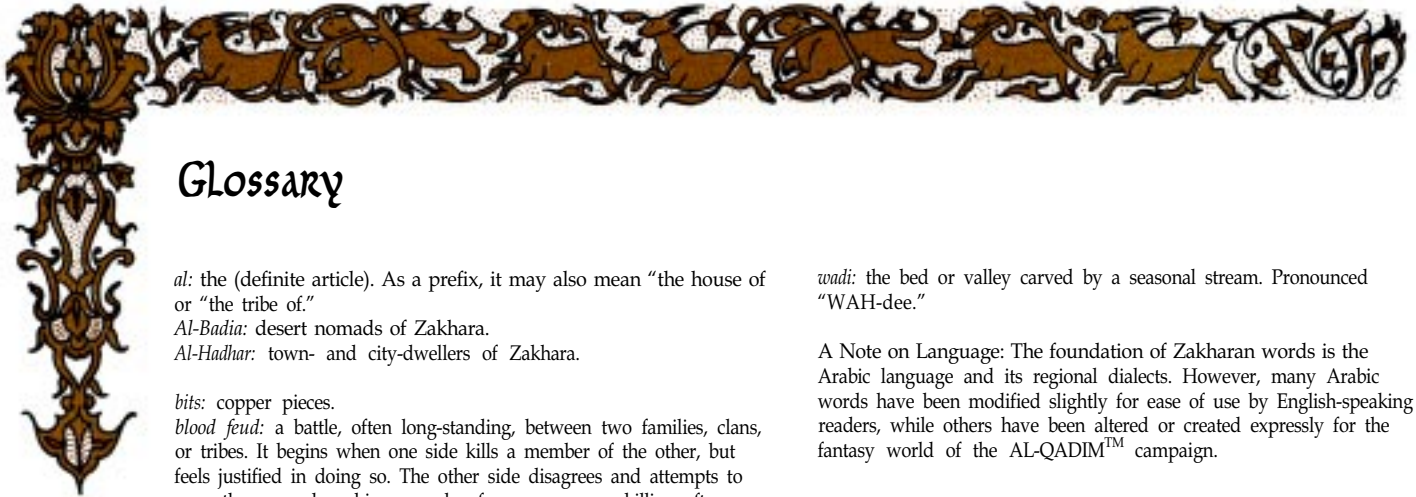 Glossary
al: the (definite article). As a prefix, it may also mean “the house of
or “the tribe of.”
Al-Badia: desert nomads of Zakhara.
Al-Hadhar: town- and city-dwellers of Zakhara.
bits: copper pieces.
blood feud: a battle, often long-standing, between two families, clans,
or tribes. It begins when one side kills a member of the other, but
feels justified in doing so. The other side disagrees and attempts to
wadi: the bed or valley carved by a seasonal stream. Pronounced
“WAH-dee.”
A Note on Language: The foundation of Zakharan words is the
Arabic language and its regional dialects. However, many Arabic
words have been modified slightly for ease of use by English-speaking
readers, while others have been altered or created expressly for the
fantasy world of the AL-QADIM™ campaign.